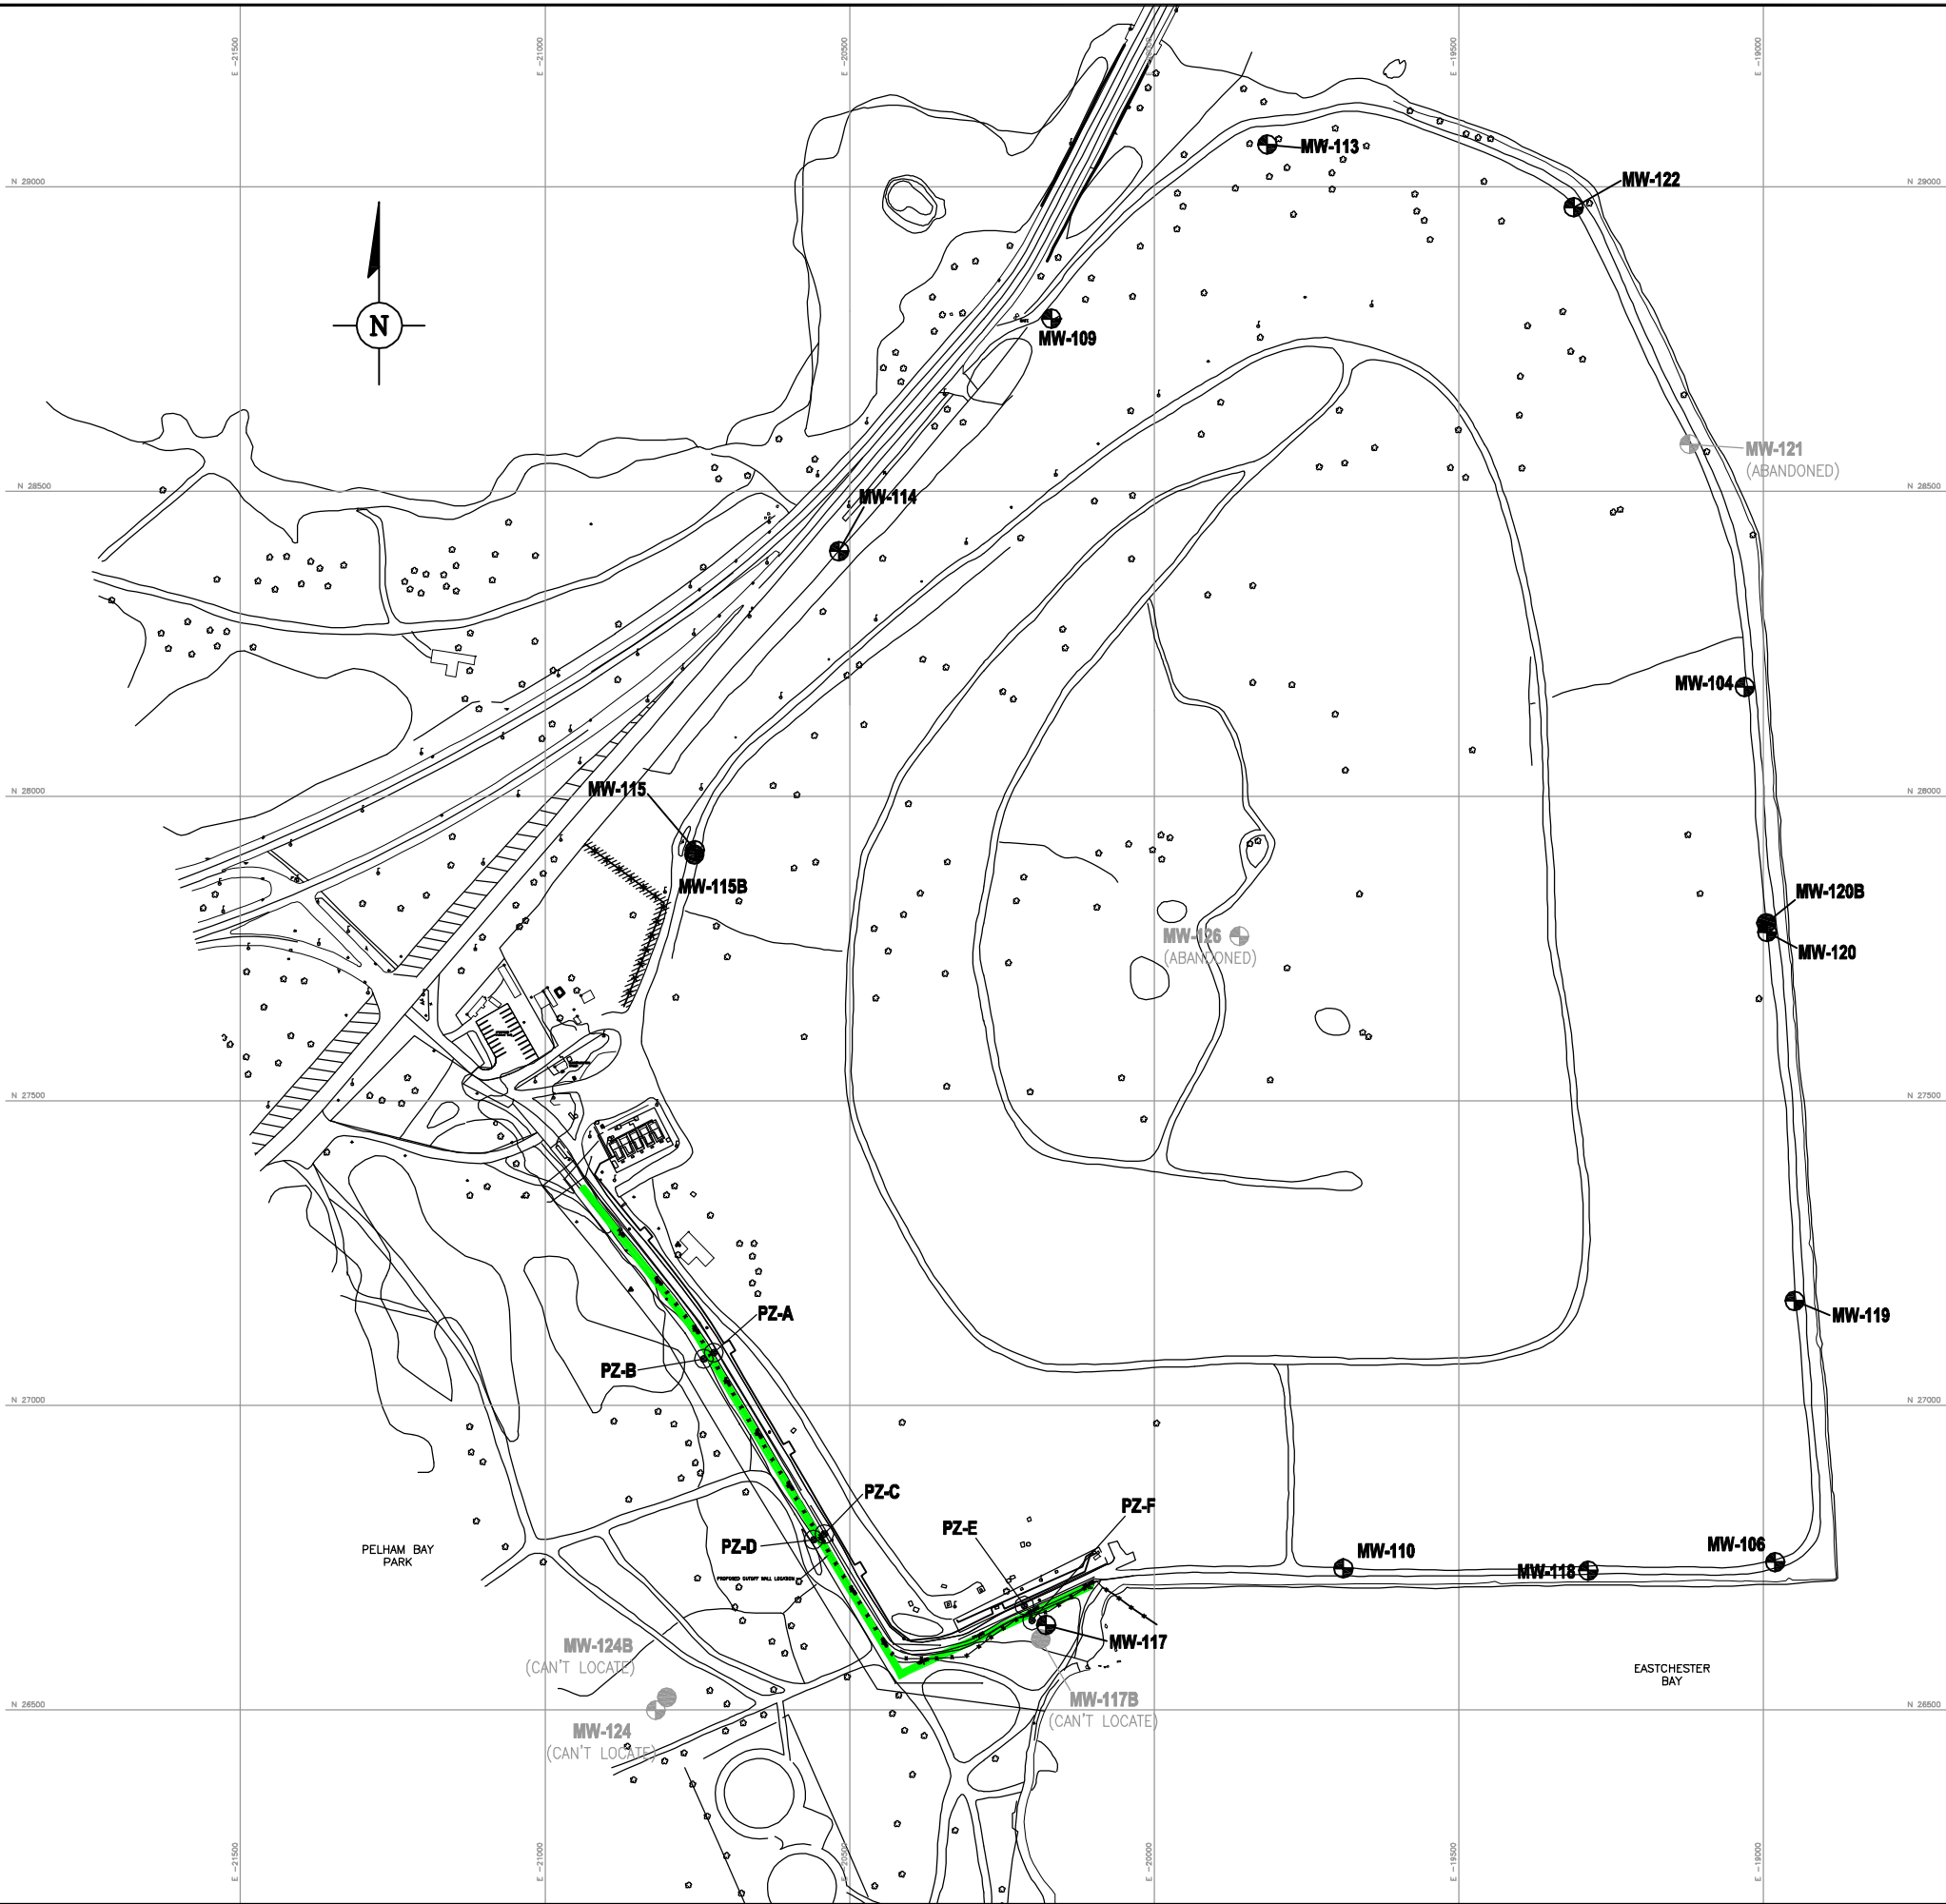 E -21500
E -21000
E -20500
E -19500
E -19000
MW-113
N 29000
N 29000
MW-122
N
MW-109
MW-121
(ABANDONED)
N 28500
N 28500
MW-114
MW-104
MW-115
N 28000
N 28000
MW-115B
MW-120B
MW-126
(ABANDONED)
MW-120
N 27500
N 27500
PZ-A
MW-119
PZ-B
N 27000
N 27000
PZ-C
PZ-F
PZ-E
PELHAM BAY
PARK
PZ-D
MW-110
MW-106
MW-118
PROPOSED CUTOFF WALL LOCATION
MW-124B
(CAN'T LOCATE)
MW-117
EASTCHESTER
BAY
MW-117B
(CAN'T LOCATE)
N 26500
N 26500
MW-124
(CAN'T LOCATE)
E -21500
E -21000
E -20500
E -20000
E -19500
E -19000